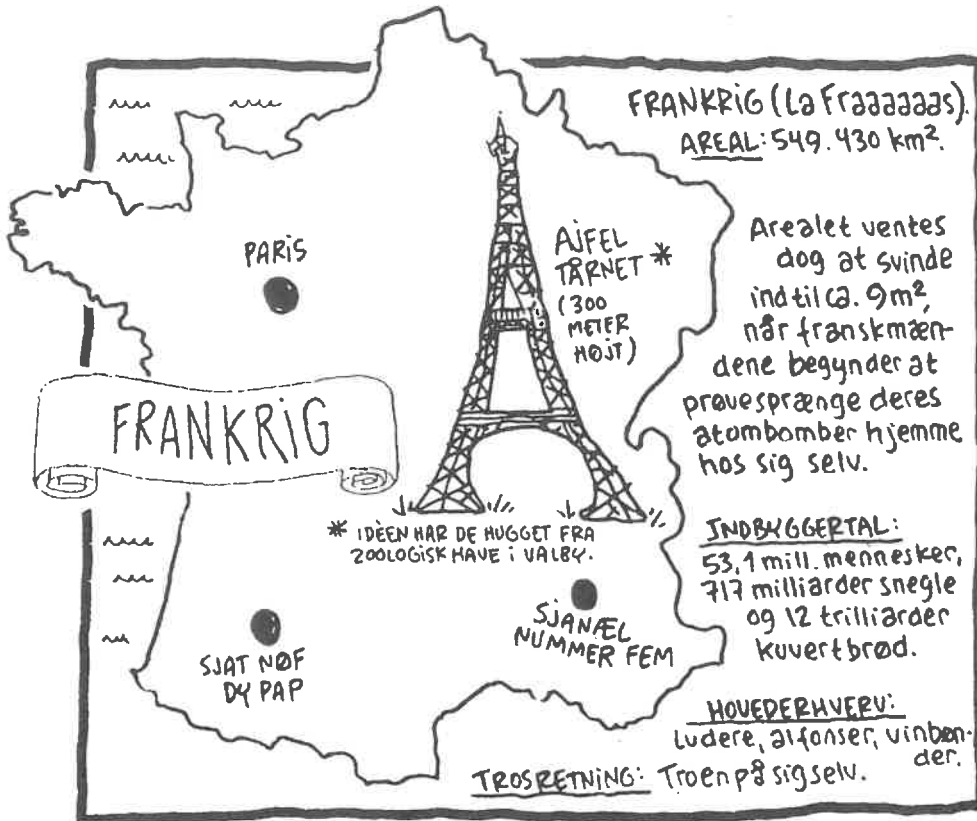 FRANKRIG (La Fraaaaaas).
AREAL: 549.430 km².
PARIS
AJFEL
TÅRNET *
(300
METER
HØJT)
Arealet ventes
dog at svinde
ind til ca. 9m²,
når franskmæn-
dene begynder at
prøvesprænge deres
atombomber hjemme
hos sig selv.
FRANKRIG
* IDÈEN HAR DE HUGGET FRA
ZOOLOGISK HAVE i VALBY.
INDBYGGERTAL:
53,1 mill. mennesker,
717 milliarder snegle
og 12 trilliarder
kuvertbrød.
SJAT NØF
DY PAP
SJANÆL
NUMMER FEM
HOVEDERHVERV:
Ludere, alfonser, vinbøn-
der.
TROSRETNING: Troen på sig selv.